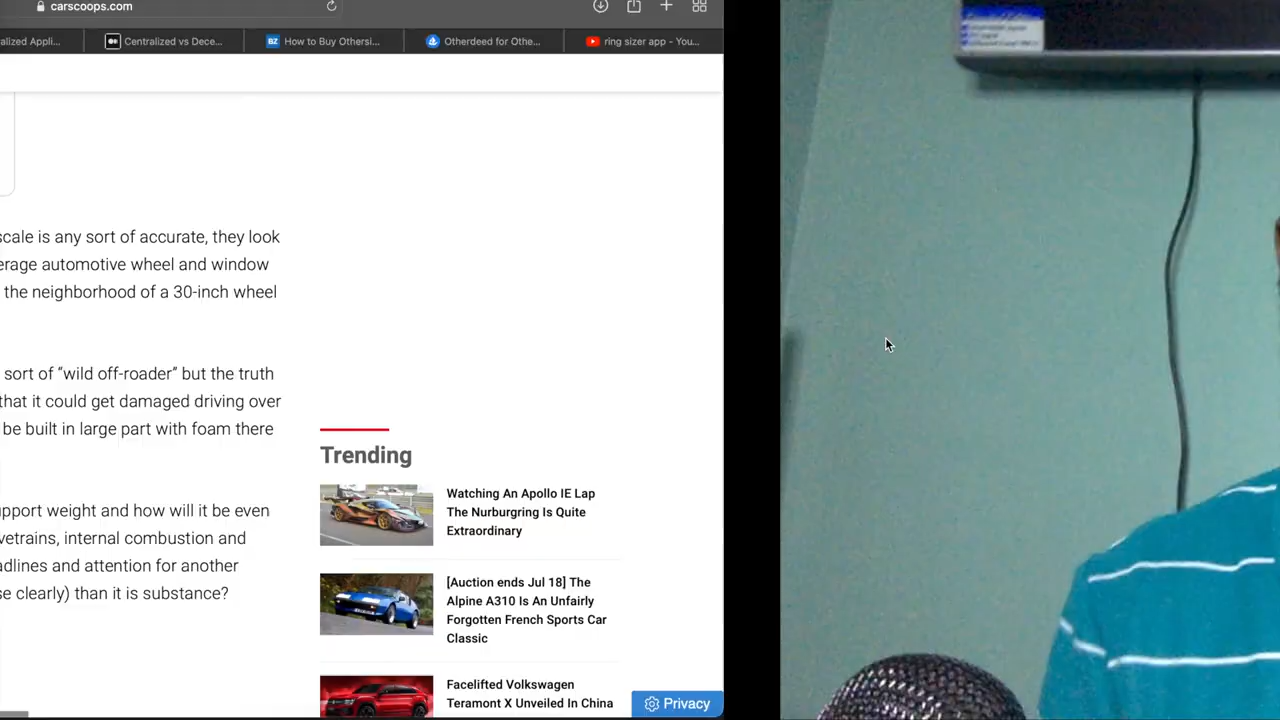 carscoops.com
alized Appli...
Centralized vs Dece...
BZ
How to Buy Othersi...
Otherdeed for Othe...
ring sizer app - You...
scale is any sort of accurate, they look
erage automotive wheel and window
the neighborhood of a 30-inch wheel
sort of “wild off-roader” but the truth
that it could get damaged driving over
be built in large part with foam there
upport weight and how will it be even
vetrains, internal combustion and
adlines and attention for another
se clearly) than it is substance?
Trending
Watching An Apollo IE Lap
The Nurburgring Is Quite
Extraordinary
[Auction ends Jul 18] The
Alpine A310 Is An Unfairly
Forgotten French Sports Car
Classic
Facelifted Volkswagen
Teramont X Unveiled In China
Privacy